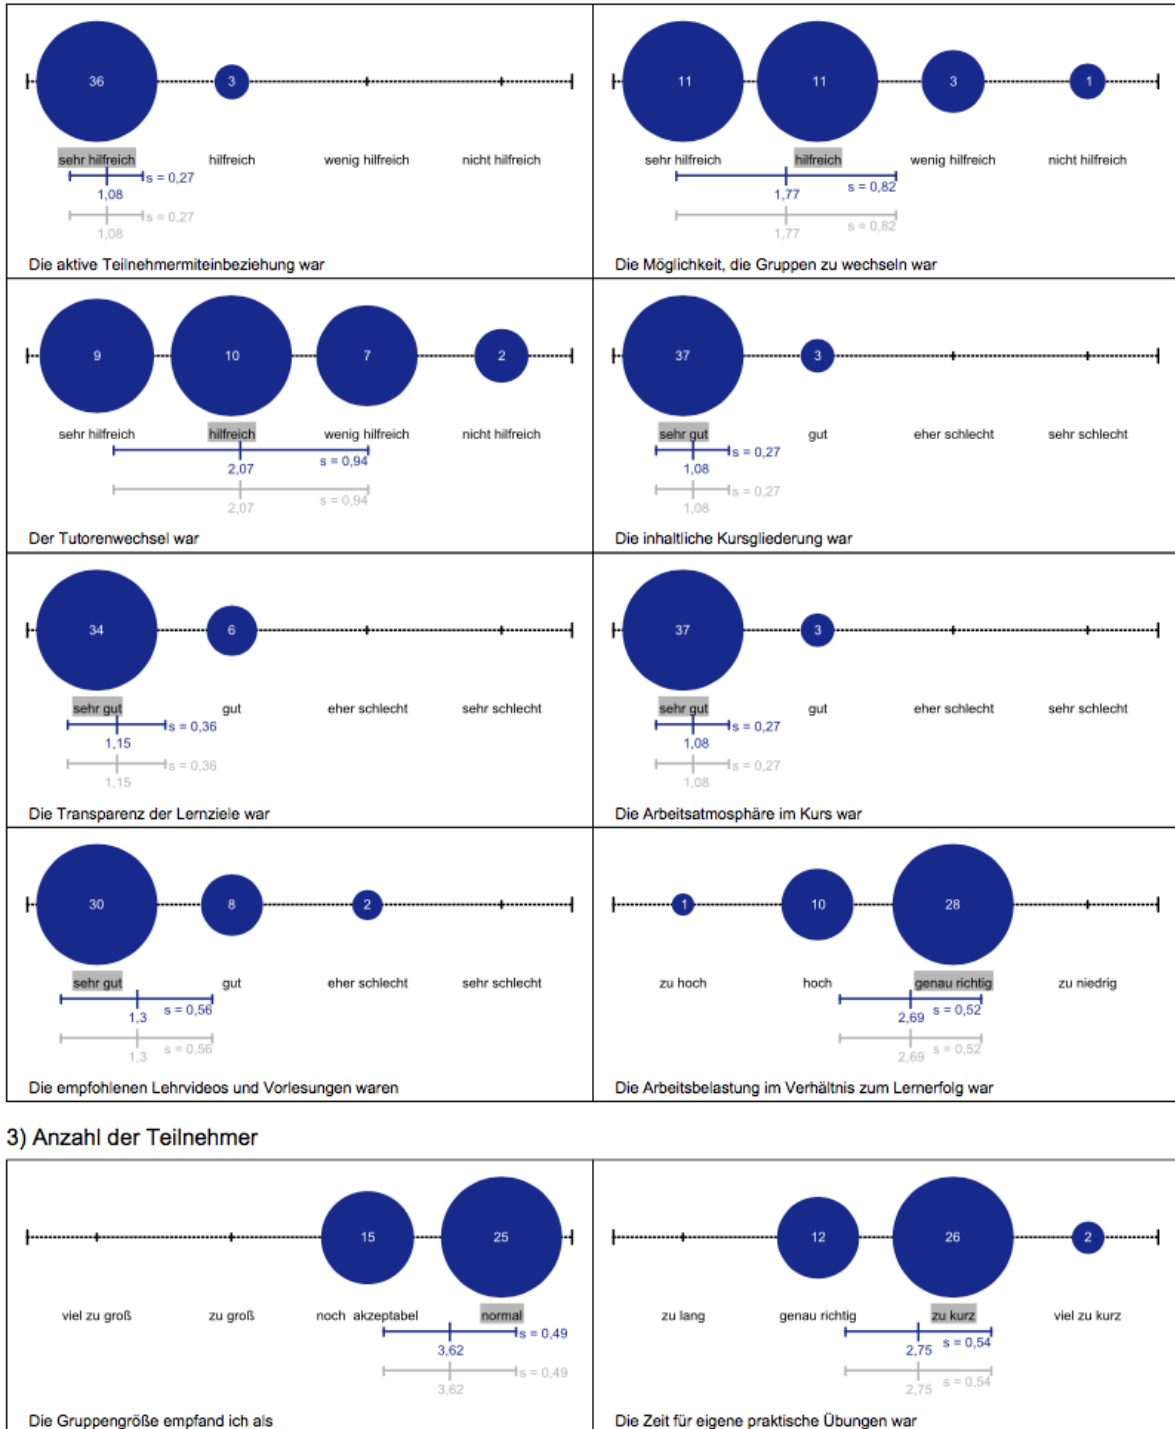 36 3
sehr hilfreich hilfreich wenig hilfreich nicht hilfreich
s = 0,27
1,08
s = 0,27
1,08
Die aktive Teilnehmermiteinbeziehung war
11 11 3 1
sehr hilfreich hilfreich wenig hilfreich nicht hilfreich
s = 0,82
1,77
s = 0,82
1,77
Die Möglichkeit, die Gruppen zu wechseln war
9 10 7 2
sehr hilfreich hilfreich wenig hilfreich nicht hilfreich
s = 0,94
2,07
s = 0,94
2,07
Der Tutorenwechsel war
37 3
sehr gut gut eher schlecht sehr schlecht
s = 0,27
1,08
s = 0,27
1,08
Die inhaltliche Kursgliederung war
34 6
sehr gut gut eher schlecht sehr schlecht
s = 0,36
1,15
s = 0,36
1,15
Die Transparenz der Lernziele war
37 3
sehr gut gut eher schlecht sehr schlecht
s = 0,27
1,08
s = 0,27
1,08
Die Arbeitsatmosphäre im Kurs war
30 8 2
sehr gut gut eher schlecht sehr schlecht
s = 0,56
1,3
s = 0,56
1,3
Die empfohlenen Lehrvideos und Vorlesungen waren
1 10 28
zu hoch hoch genau richtig zu niedrig
s = 0,52
2,69
s = 0,52
2,69
Die Arbeitsbelastung im Verhältnis zum Lernerfolg war
3) Anzahl der Teilnehmer
15 25
viel zu groß zu groß noch akzeptabel normal
s = 0,49
3,62
s = 0,49
3,62
Die Gruppengröße empfand ich als
12 26 2
zu lang genau richtig zu kurz viel zu kurz
s = 0,54
2,75
s = 0,54
2,75
Die Zeit für eigene praktische Übungen war